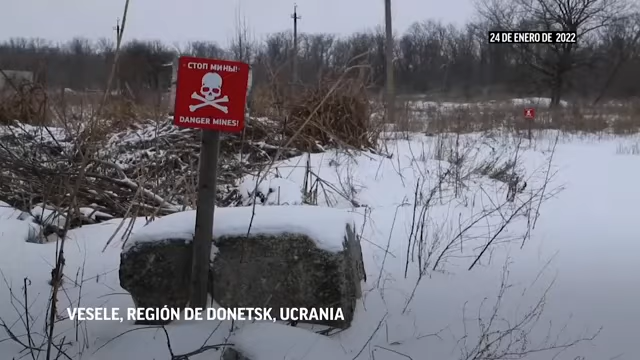 24 DE ENERO DE 2022
СТОП МИНЫ!
DANGER MINES!
VESELE, REGIÓN DE DONETSK, UCRANIA